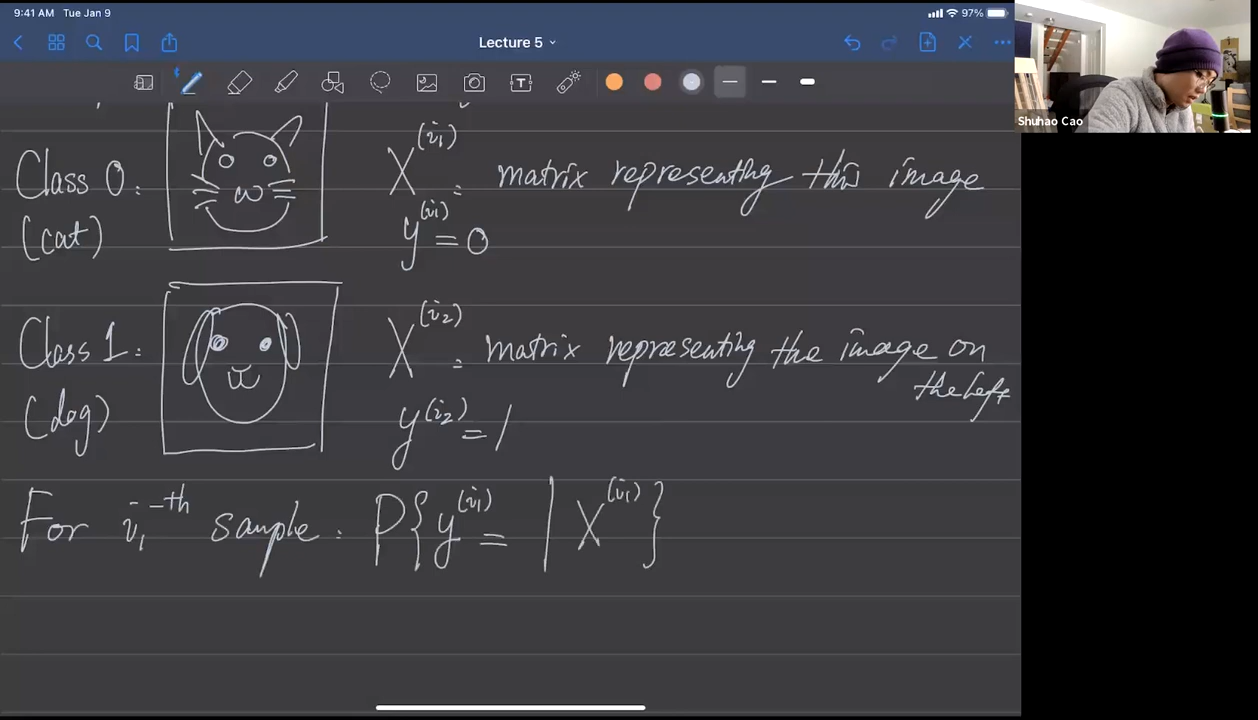 9:41 AM Tue Jan 9
97%
Lecture 5
Shuhao Cao
Class 0:
(cat)
X^(i₁): matrix representing this image
y^(i₁) = 0
Class 1:
(dog)
X^(i₂): matrix representing the image on
the left
y^(i₂) = 1
For i₁-th sample: P{y^(i₁) = | X^(i₁)}